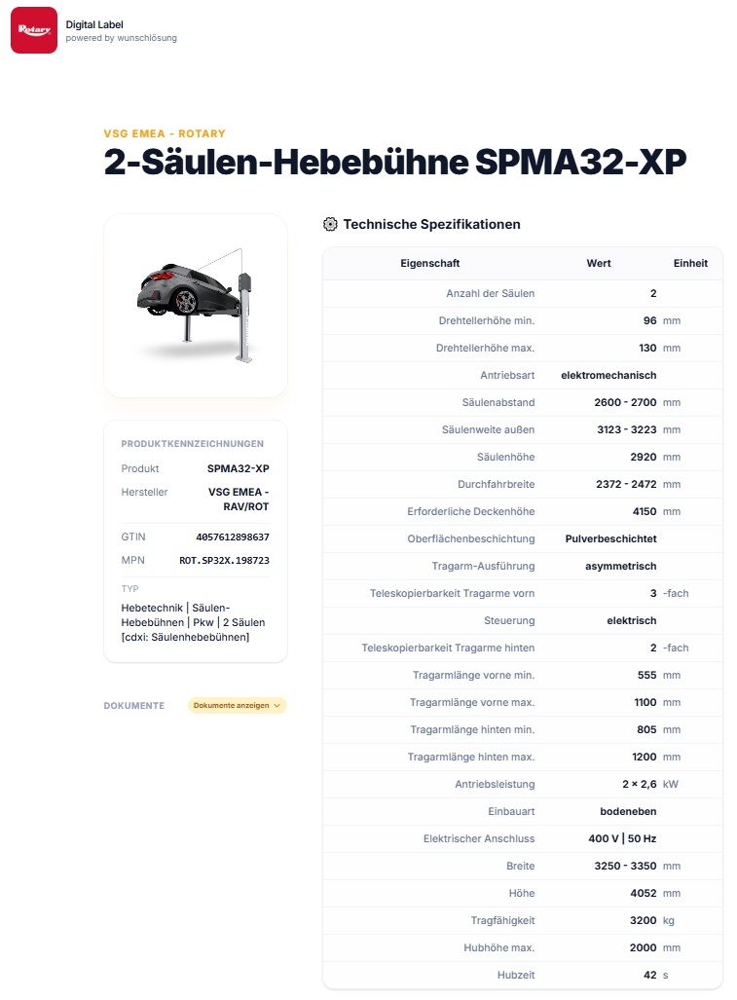 Rotary
Digital Label
powered by wunschlösung
VSG EMEA - ROTARY
2-Säulen-Hebebühne SPMA32-XP
PRODUKTKENNZEICHNUNGEN
Produkt SPMA32-XP
Hersteller VSG EMEA -
RAV/ROT
GTIN 4057612898637
MPN ROT.SP32X.198723
TYP
Hebetechnik | Säulen-
Hebebühnen | Pkw | 2 Säulen
[cdxi: Säulenhebebühnen]
DOKUMENTE Dokumente anzeigen
Technische Spezifikationen
Eigenschaft Wert Einheit
Anzahl der Säulen 2
Drehtellerhöhe min. 96 mm
Drehtellerhöhe max. 130 mm
Antriebsart elektromechanisch
Säulenabstand 2600 - 2700 mm
Säulenweite außen 3123 - 3223 mm
Säulenhöhe 2920 mm
Durchfahrbreite 2372 - 2472 mm
Erforderliche Deckenhöhe 4150 mm
Oberflächenbeschichtung Pulverbeschichtet
Tragarm-Ausführung asymmetrisch
Teleskopierbarkeit Tragarme vorn 3 -fach
Steuerung elektrisch
Teleskopierbarkeit Tragarme hinten 2 -fach
Tragarmlänge vorne min. 555 mm
Tragarmlänge vorne max. 1100 mm
Tragarmlänge hinten min. 805 mm
Tragarmlänge hinten max. 1200 mm
Antriebsleistung 2 × 2,6 kW
Einbauart bodeneben
Elektrischer Anschluss 400 V | 50 Hz
Breite 3250 - 3350 mm
Höhe 4052 mm
Tragfähigkeit 3200 kg
Hubhöhe max. 2000 mm
Hubzeit 42 s